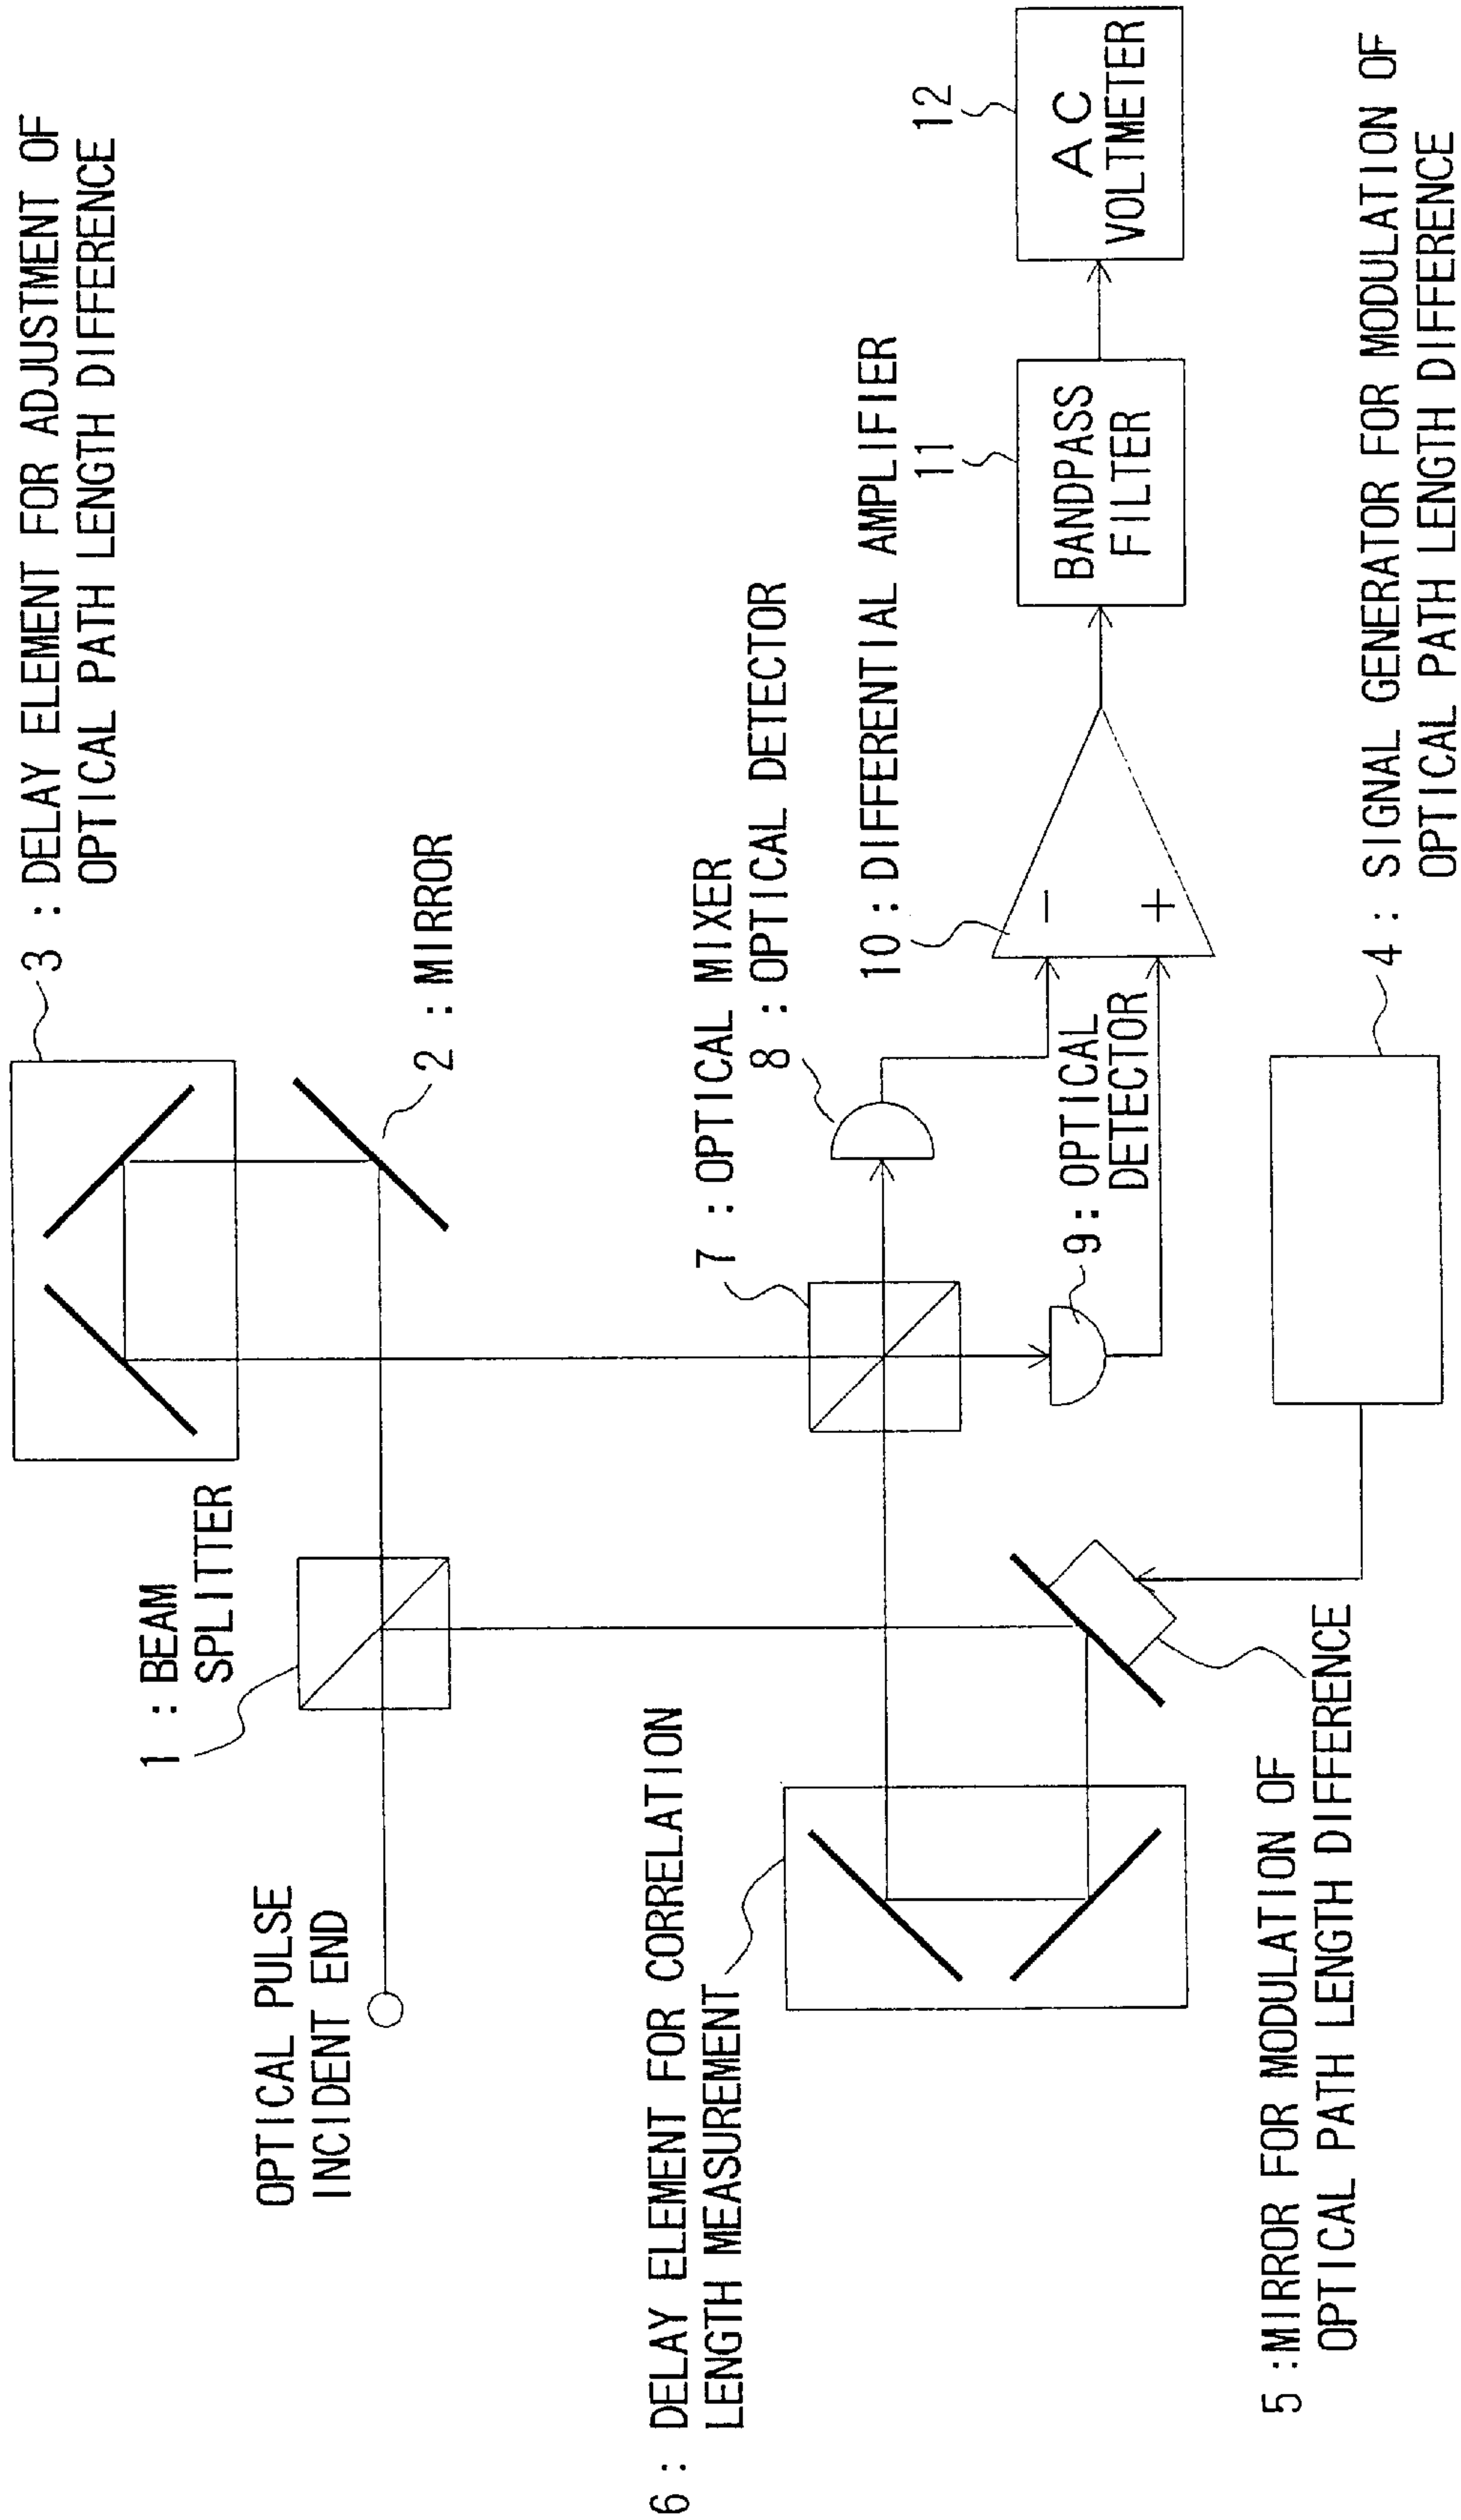 3 : DELAY ELEMENT FOR ADJUSTMENT OF
OPTICAL PATH LENGTH DIFFERENCE
1 : BEAM
SPLITTER
OPTICAL PULSE
INCIDENT END
2 : MIRROR
6 : DELAY ELEMENT FOR CORRELATION
LENGTH MEASUREMENT
7 : OPTICAL MIXER
8 : OPTICAL DETECTOR
10 : DIFFERENTIAL AMPLIFIER
11
12
−
+
BANDPASS
FILTER
AC
VOLTMETER
9 : OPTICAL
DETECTOR
5 : MIRROR FOR MODULATION OF
OPTICAL PATH LENGTH DIFFERENCE
4 : SIGNAL GENERATOR FOR MODULATION OF
OPTICAL PATH LENGTH DIFFERENCE